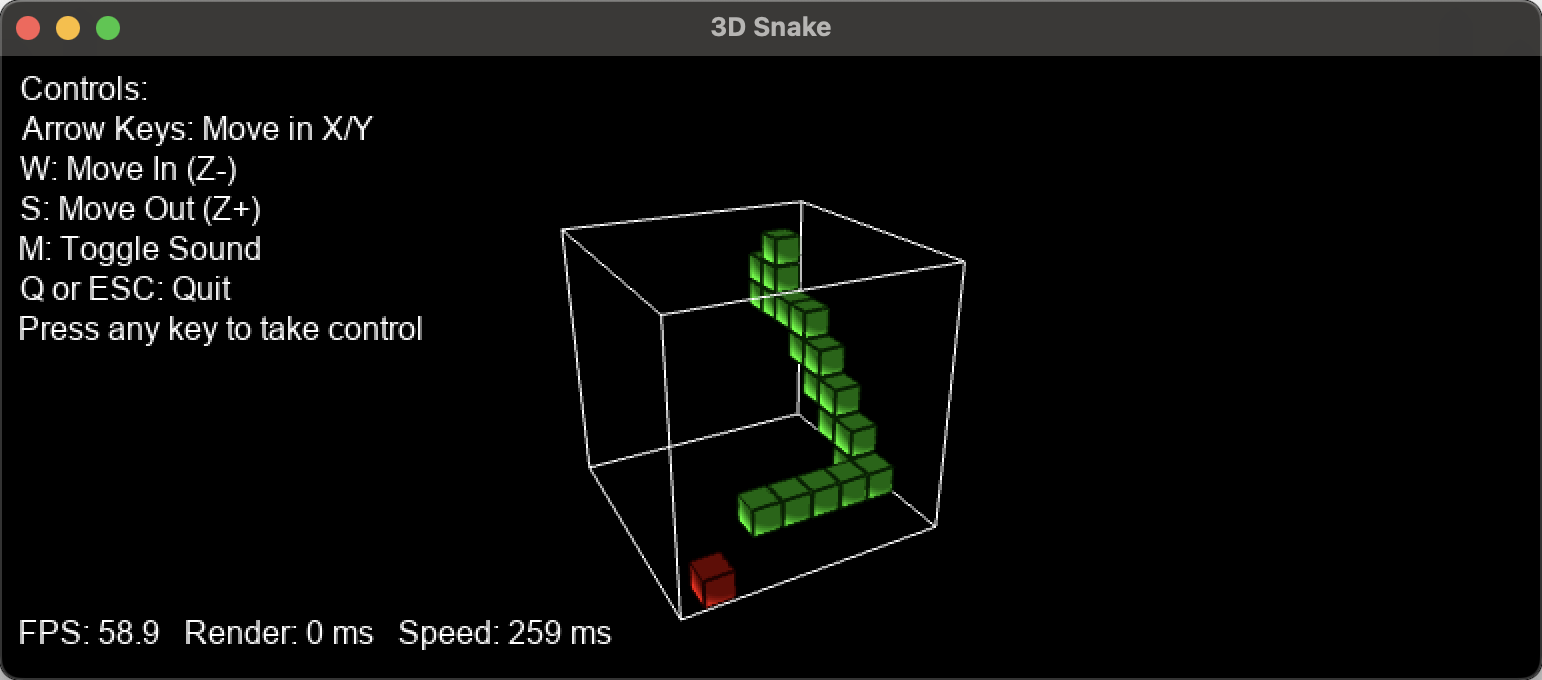 3D Snake
Controls:
Arrow Keys: Move in X/Y
W: Move In (Z-)
S: Move Out (Z+)
M: Toggle Sound
Q or ESC: Quit
Press any key to take control
FPS: 58.9 Render: 0 ms Speed: 259 ms